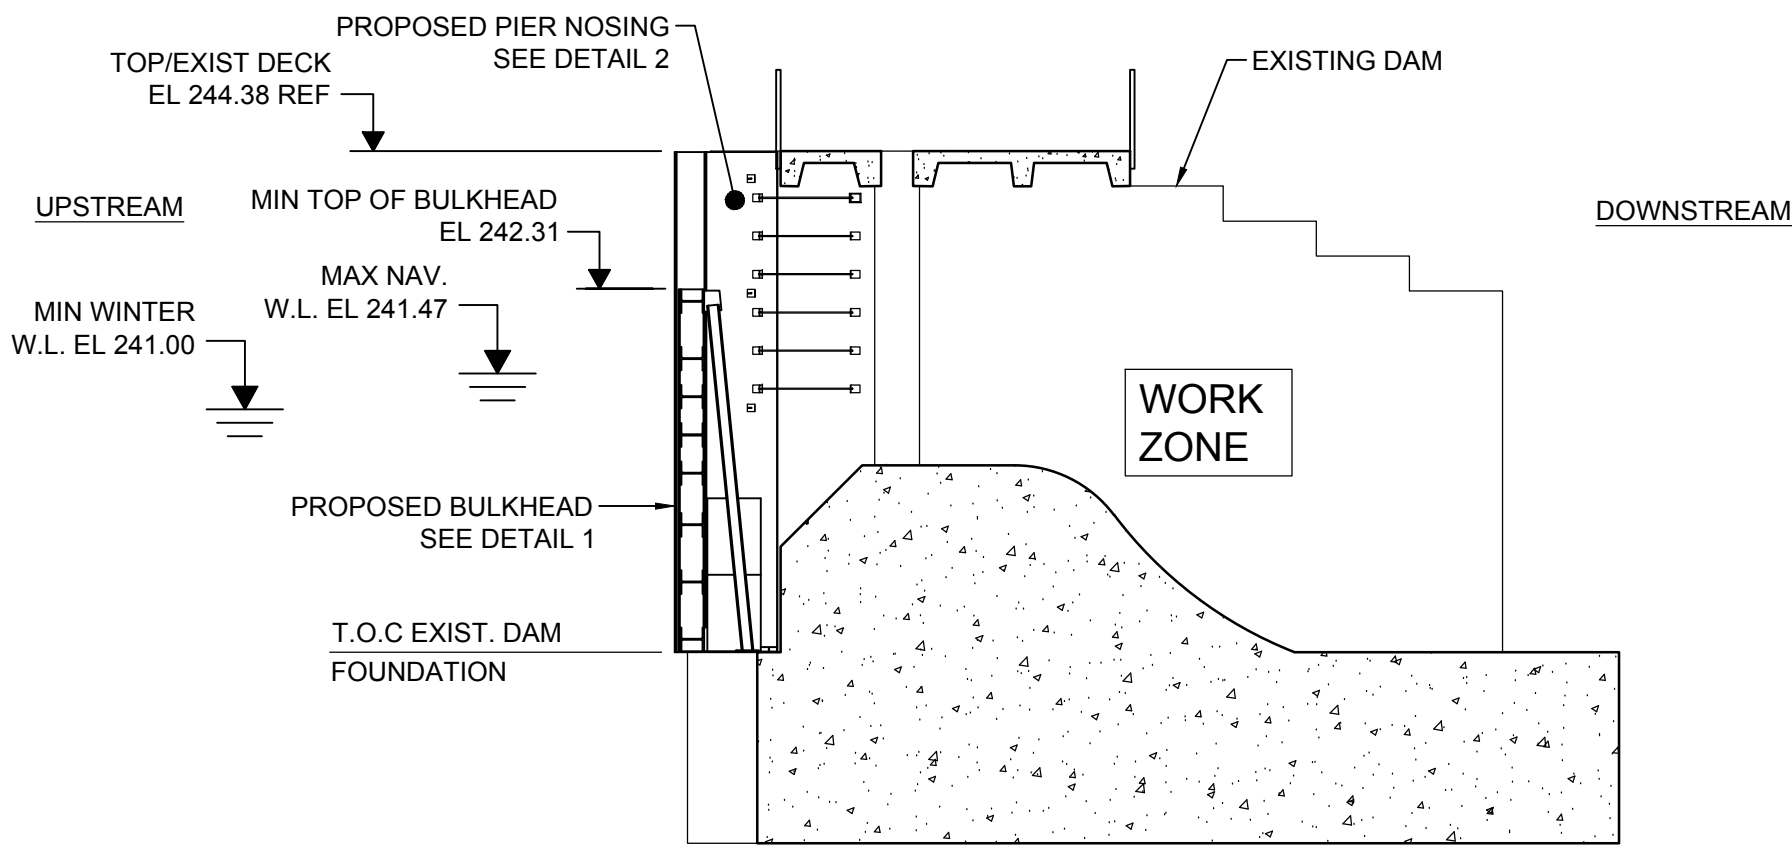 PROPOSED PIER NOSING
SEE DETAIL 2
TOP/EXIST DECK
EL 244.38 REF
EXISTING DAM
UPSTREAM
MIN TOP OF BULKHEAD
EL 242.31
DOWNSTREAM
MAX NAV.
W.L. EL 241.47
MIN WINTER
W.L. EL 241.00
WORK
ZONE
PROPOSED BULKHEAD
SEE DETAIL 1
T.O.C EXIST. DAM
FOUNDATION